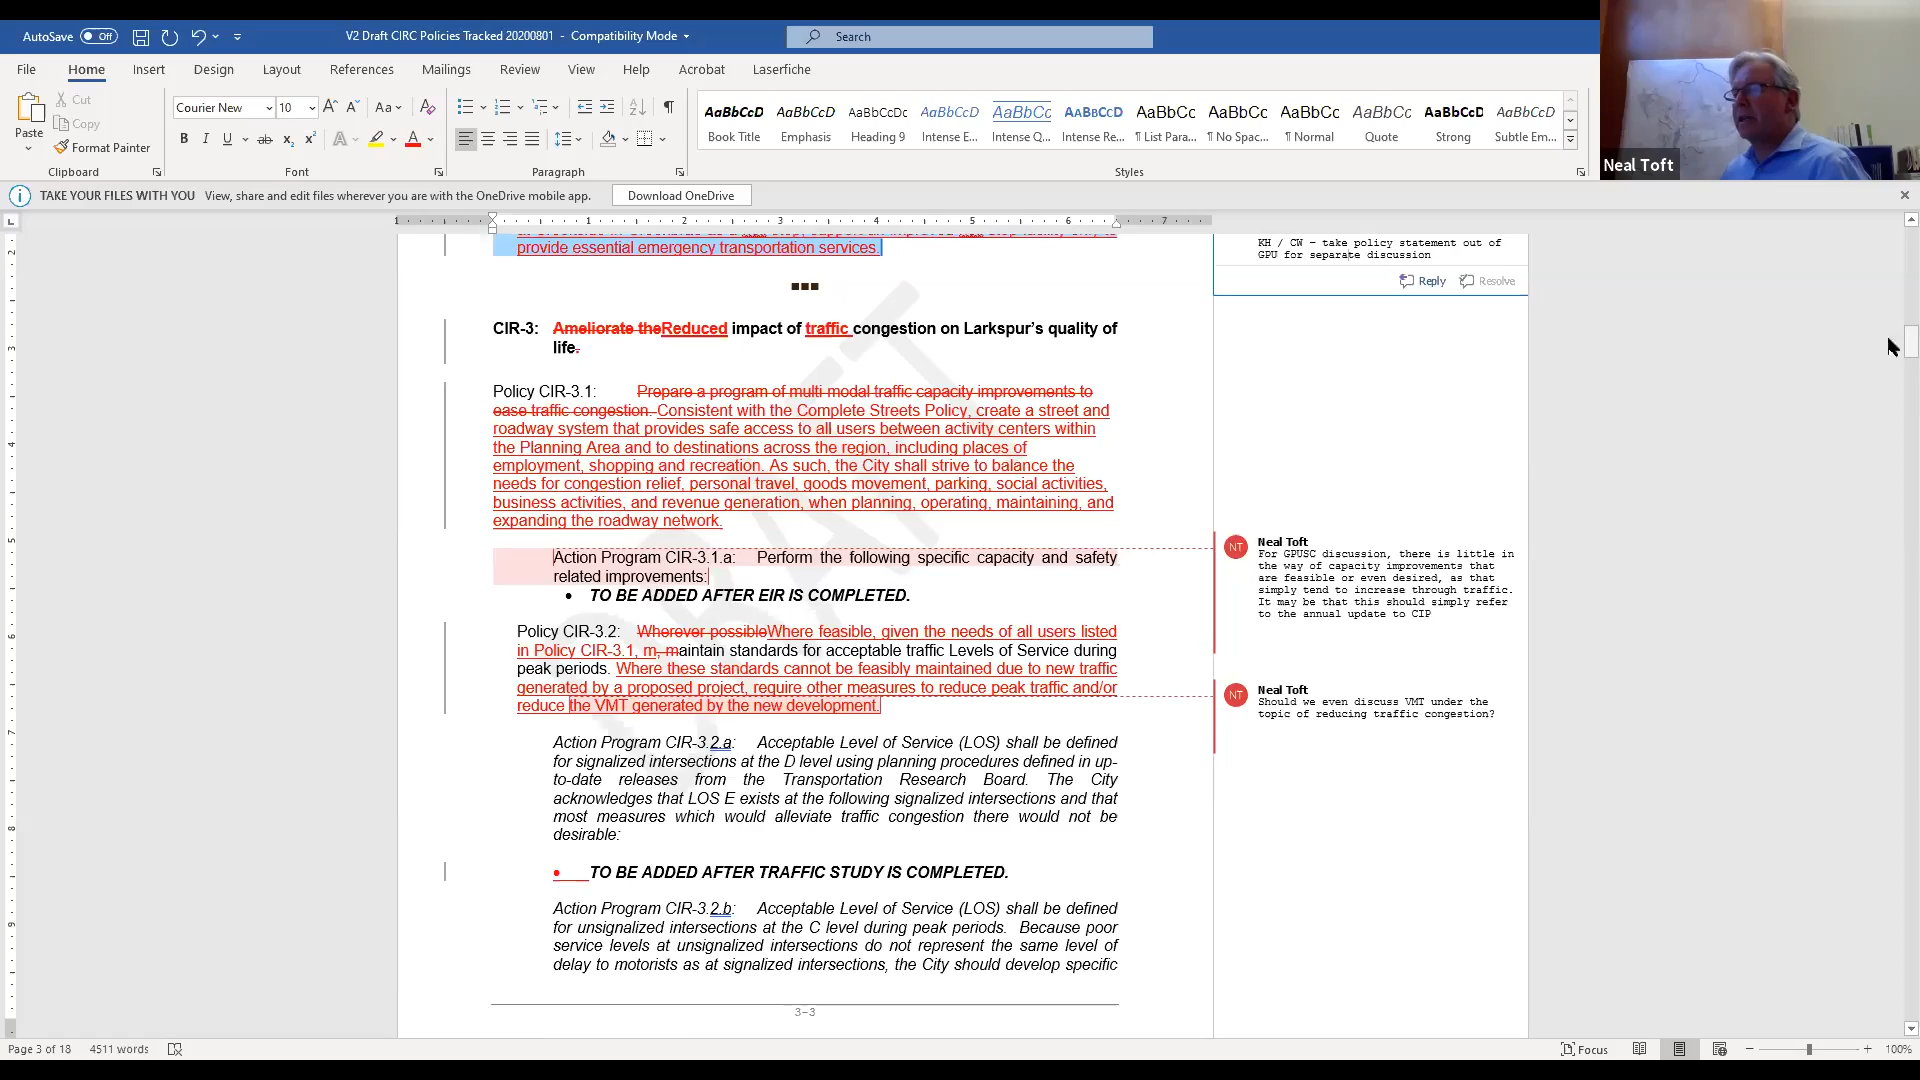 AutoSave Off V2 Draft CIRC Policies Tracked 20200801 - Compatibility Mode Search
File Home Insert Design Layout References Mailings Review View Help Acrobat Laserfiche
Cut
Copy
Format Painter
Paste
Clipboard
Courier New 10
Font
Paragraph
AaBbCcD AaBbCcD AaBbCcDc AaBbCcD AaBbCc AaBbCcD AaBbCc AaBbCc AaBbCc AaBbCc AaBbCcD AaBbCcD
Book Title Emphasis Heading 9 Intense E... Intense Q... Intense Re... ¶ List Para... ¶ No Spac... ¶ Normal Quote Strong Subtle Em...
Styles
Neal Toft
TAKE YOUR FILES WITH YOU View, share and edit files wherever you are with the OneDrive mobile app. Download OneDrive
1 1 2 3 4 5 6 7
provide essential emergency transportation services.
CIR-3: Ameliorate theReduced impact of traffic congestion on Larkspur’s quality of
life.
Policy CIR-3.1: Prepare a program of multi modal traffic capacity improvements to
ease traffic congestion. Consistent with the Complete Streets Policy, create a street and
roadway system that provides safe access to all users between activity centers within
the Planning Area and to destinations across the region, including places of
employment, shopping and recreation. As such, the City shall strive to balance the
needs for congestion relief, personal travel, goods movement, parking, social activities,
business activities, and revenue generation, when planning, operating, maintaining, and
expanding the roadway network.
Action Program CIR-3.1.a: Perform the following specific capacity and safety
related improvements:
• TO BE ADDED AFTER EIR IS COMPLETED.
Policy CIR-3.2: Wherever possibleWhere feasible, given the needs of all users listed
in Policy CIR-3.1, m, maintain standards for acceptable traffic Levels of Service during
peak periods. Where these standards cannot be feasibly maintained due to new traffic
generated by a proposed project, require other measures to reduce peak traffic and/or
reduce the VMT generated by the new development.
Action Program CIR-3.2.a: Acceptable Level of Service (LOS) shall be defined
for signalized intersections at the D level using planning procedures defined in up-
to-date releases from the Transportation Research Board. The City
acknowledges that LOS E exists at the following signalized intersections and that
most measures which would alleviate traffic congestion there would not be
desirable:
• TO BE ADDED AFTER TRAFFIC STUDY IS COMPLETED.
Action Program CIR-3.2.b: Acceptable Level of Service (LOS) shall be defined
for unsignalized intersections at the C level during peak periods. Because poor
service levels at unsignalized intersections do not represent the same level of
delay to motorists as at signalized intersections, the City should develop specific
3-3
DRAFT
KH / CW – take policy statement out of
GPU for separate discussion
Reply Resolve
NT Neal Toft
For GPUSC discussion, there is little in
the way of capacity improvements that
are feasible or even desired, as that
simply tend to increase through traffic.
It may be that this should simply refer
to the annual update to CIP
NT Neal Toft
Should we even discuss VMT under the
topic of reducing traffic congestion?
Page 3 of 18 4511 words Focus 100%